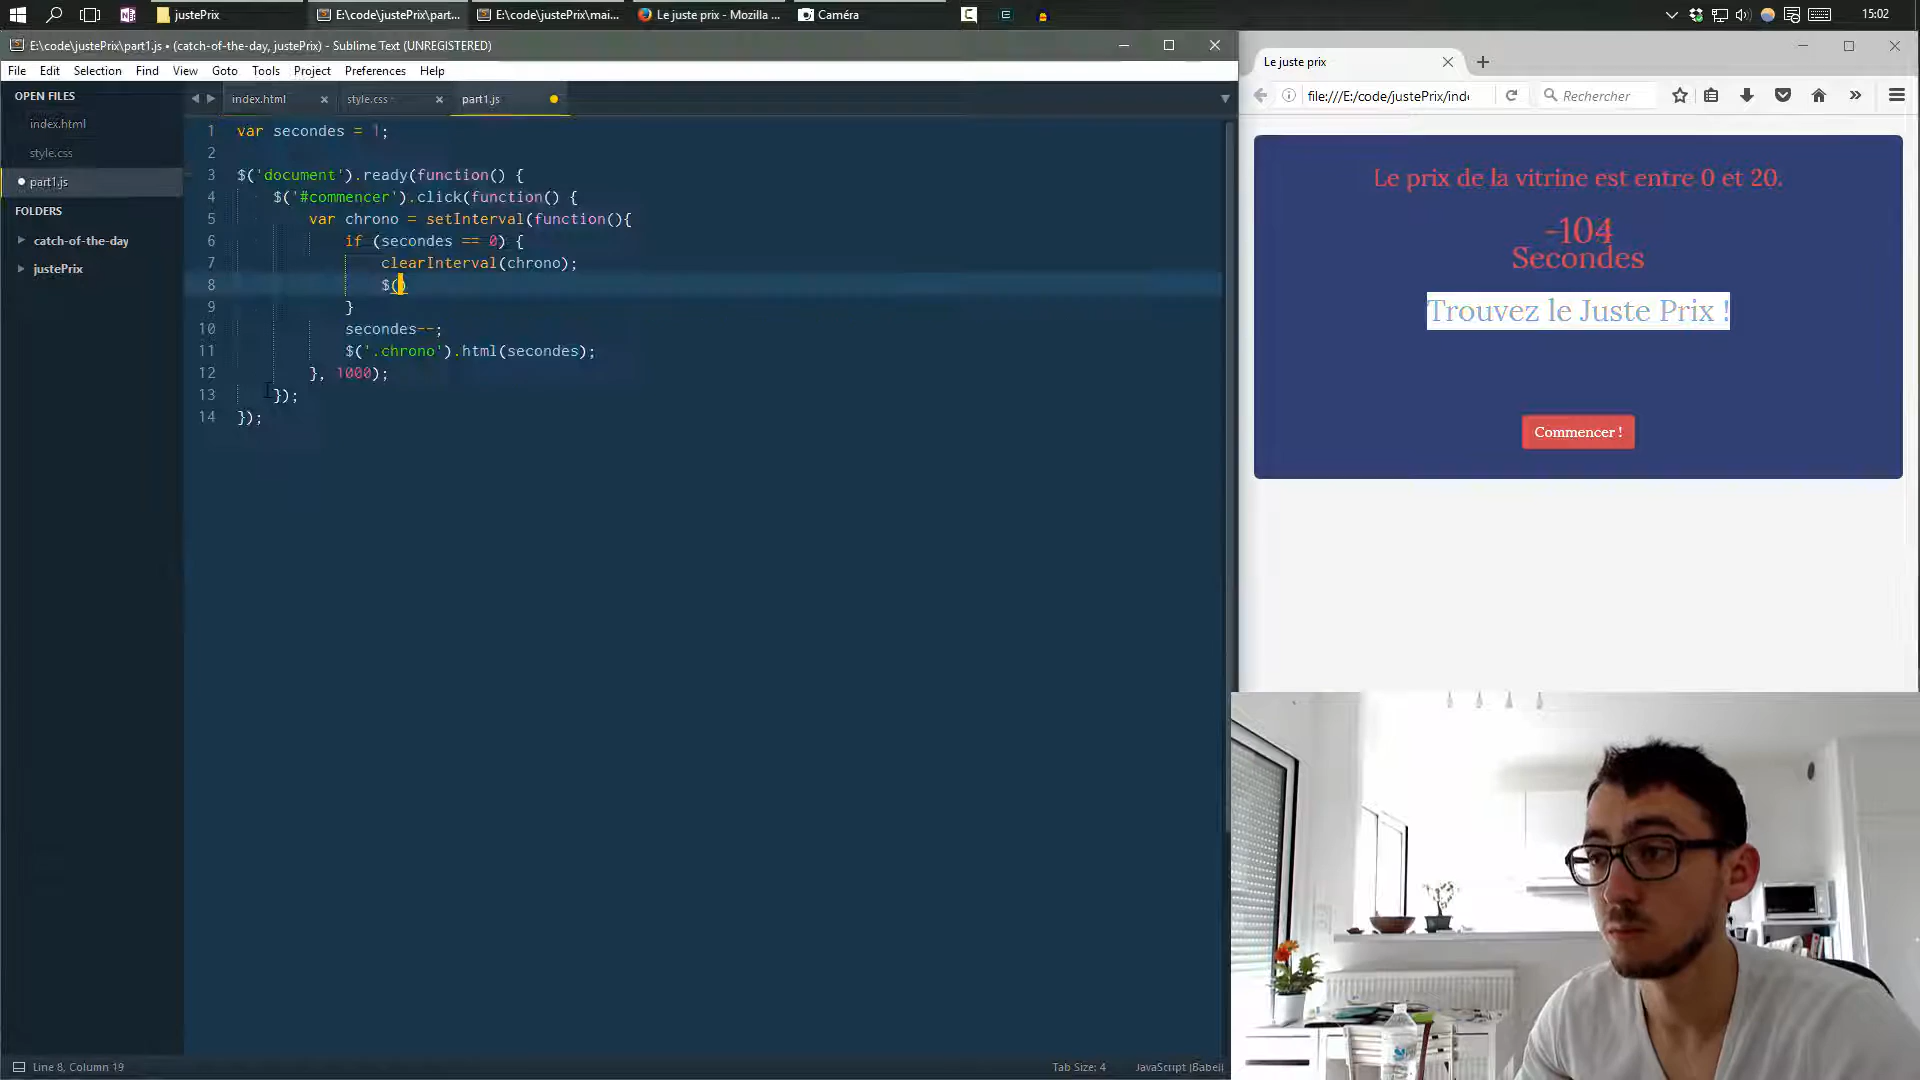 justePrix
E:\code\justePrix\part...
E:\code\justePrix\mai...
Le juste prix - Mozilla ...
Caméra
15:02
E:\code\justePrix\part1.js • (catch-of-the-day, justePrix) - Sublime Text (UNREGISTERED)
File Edit Selection Find View Goto Tools Project Preferences Help
OPEN FILES
index.html
style.css
part1.js
FOLDERS
catch-of-the-day
justePrix
index.html
style.css
part1.js
1 var secondes = 1;
2
3 $('document').ready(function() {
4 $('#commencer').click(function() {
5 var chrono = setInterval(function(){
6 if (secondes == 0) {
7 clearInterval(chrono);
8 $()
9 }
10 secondes--;
11 $('.chrono').html(secondes);
12 }, 1000);
13 });
14 });
Line 8, Column 19
Tab Size: 4
JavaScript (Babel)
Le juste prix
file:///E:/code/justePrix/ind
Rechercher
Le prix de la vitrine est entre 0 et 20.
-104
Secondes
Trouvez le Juste Prix !
Commencer !